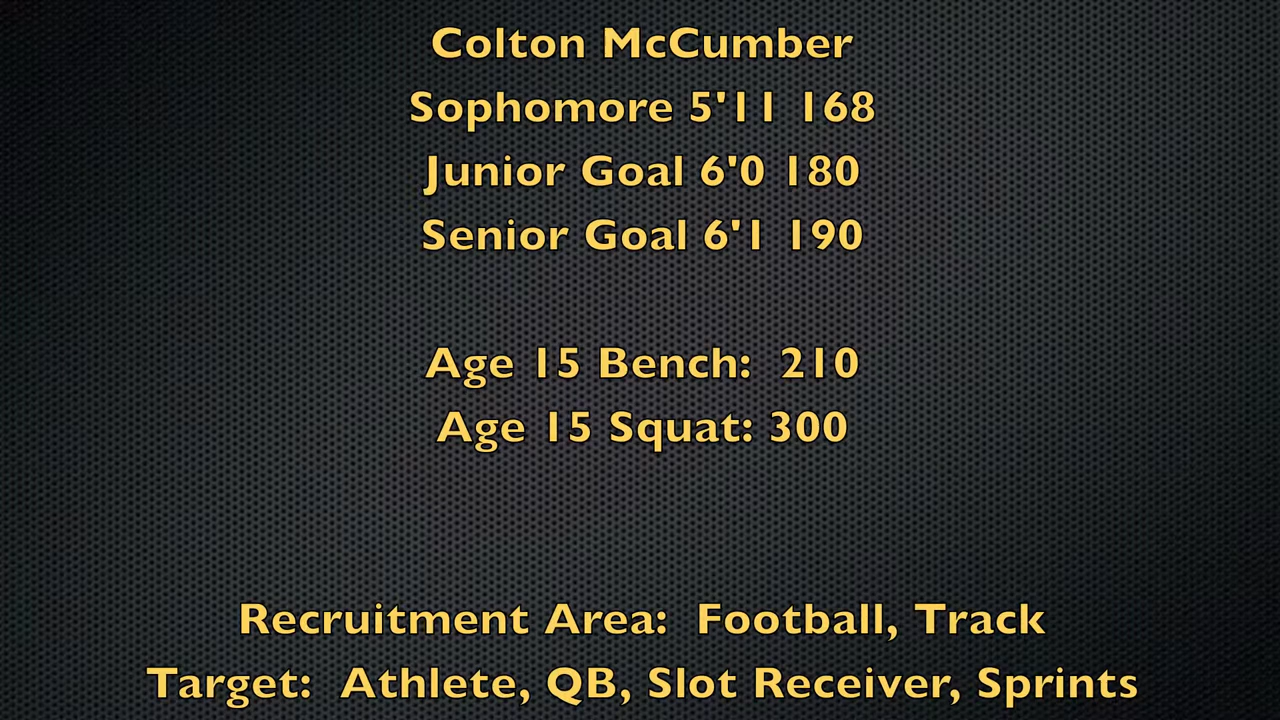 Colton McCumber
Sophomore 5'11 168
Junior Goal 6'0 180
Senior Goal 6'1 190
Age 15 Bench:  210
Age 15 Squat: 300
Recruitment Area:  Football, Track
Target:  Athlete, QB, Slot Receiver, Sprints